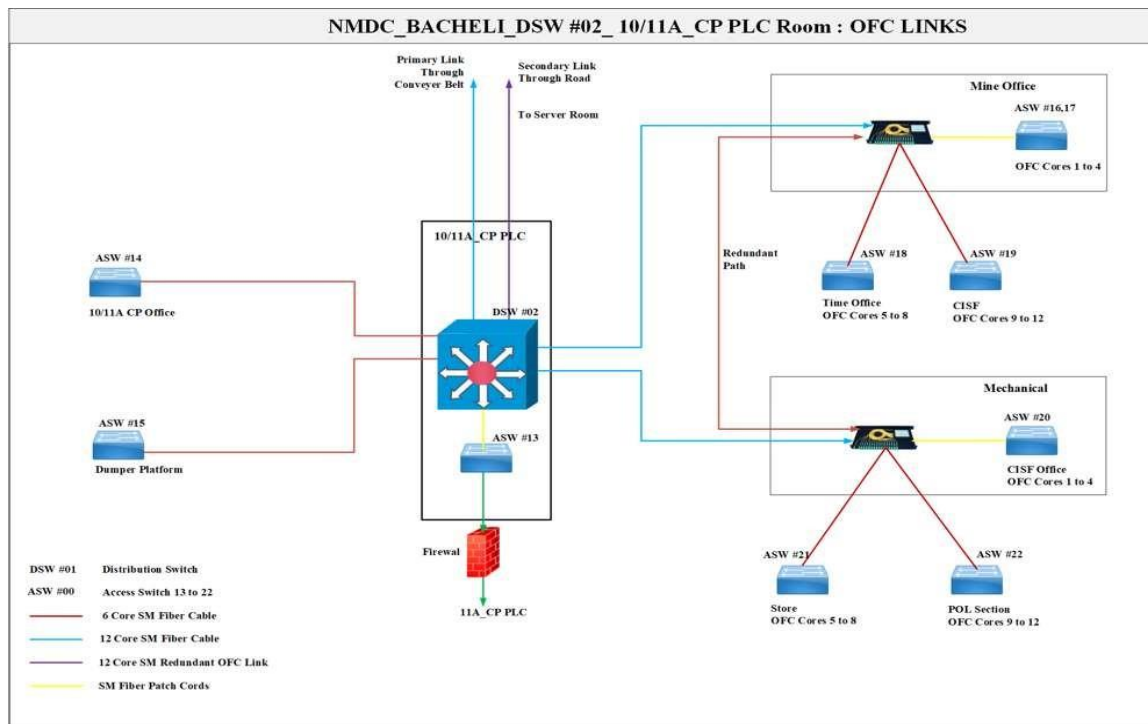 NMDC_BACHELI_DSW #02_ 10/11A_CP PLC Room : OFC LINKS
Primary Link
Through
Conveyer Belt
Secondary Link
Through Road
To Server Room
Mine Office
ASW #16,17
OFC Cores 1 to 4
10/11A_CP PLC
DSW #02
ASW #14
10/11A CP Office
Redundant
Path
ASW #18
Time Office
OFC Cores 5 to 8
ASW #19
CISF
OFC Cores 9 to 12
Mechanical
ASW #20
CISF Office
OFC Cores 1 to 4
ASW #15
Dumper Platform
ASW #13
Firewal
11A_CP PLC
ASW #21
Store
OFC Cores 5 to 8
ASW #22
POL Section
OFC Cores 9 to 12
DSW #01 Distribution Switch
ASW #00 Access Switch 13 to 22
6 Core SM Fiber Cable
12 Core SM Fiber Cable
12 Core SM Redundant OFC Link
SM Fiber Patch Cords